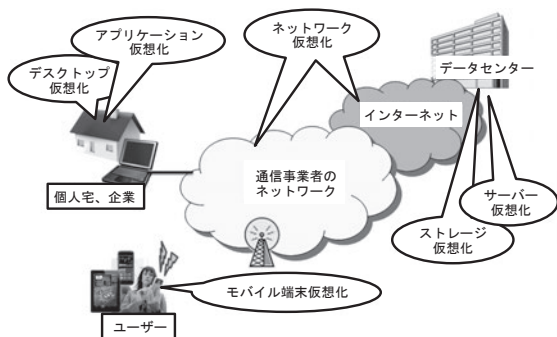 アプリケーション
仮想化
デスクトップ
仮想化
ネットワーク
仮想化
データセンター
インターネット
通信事業者の
ネットワーク
個人宅、企業
サーバー
仮想化
ストレージ
仮想化
モバイル端末仮想化
ユーザー